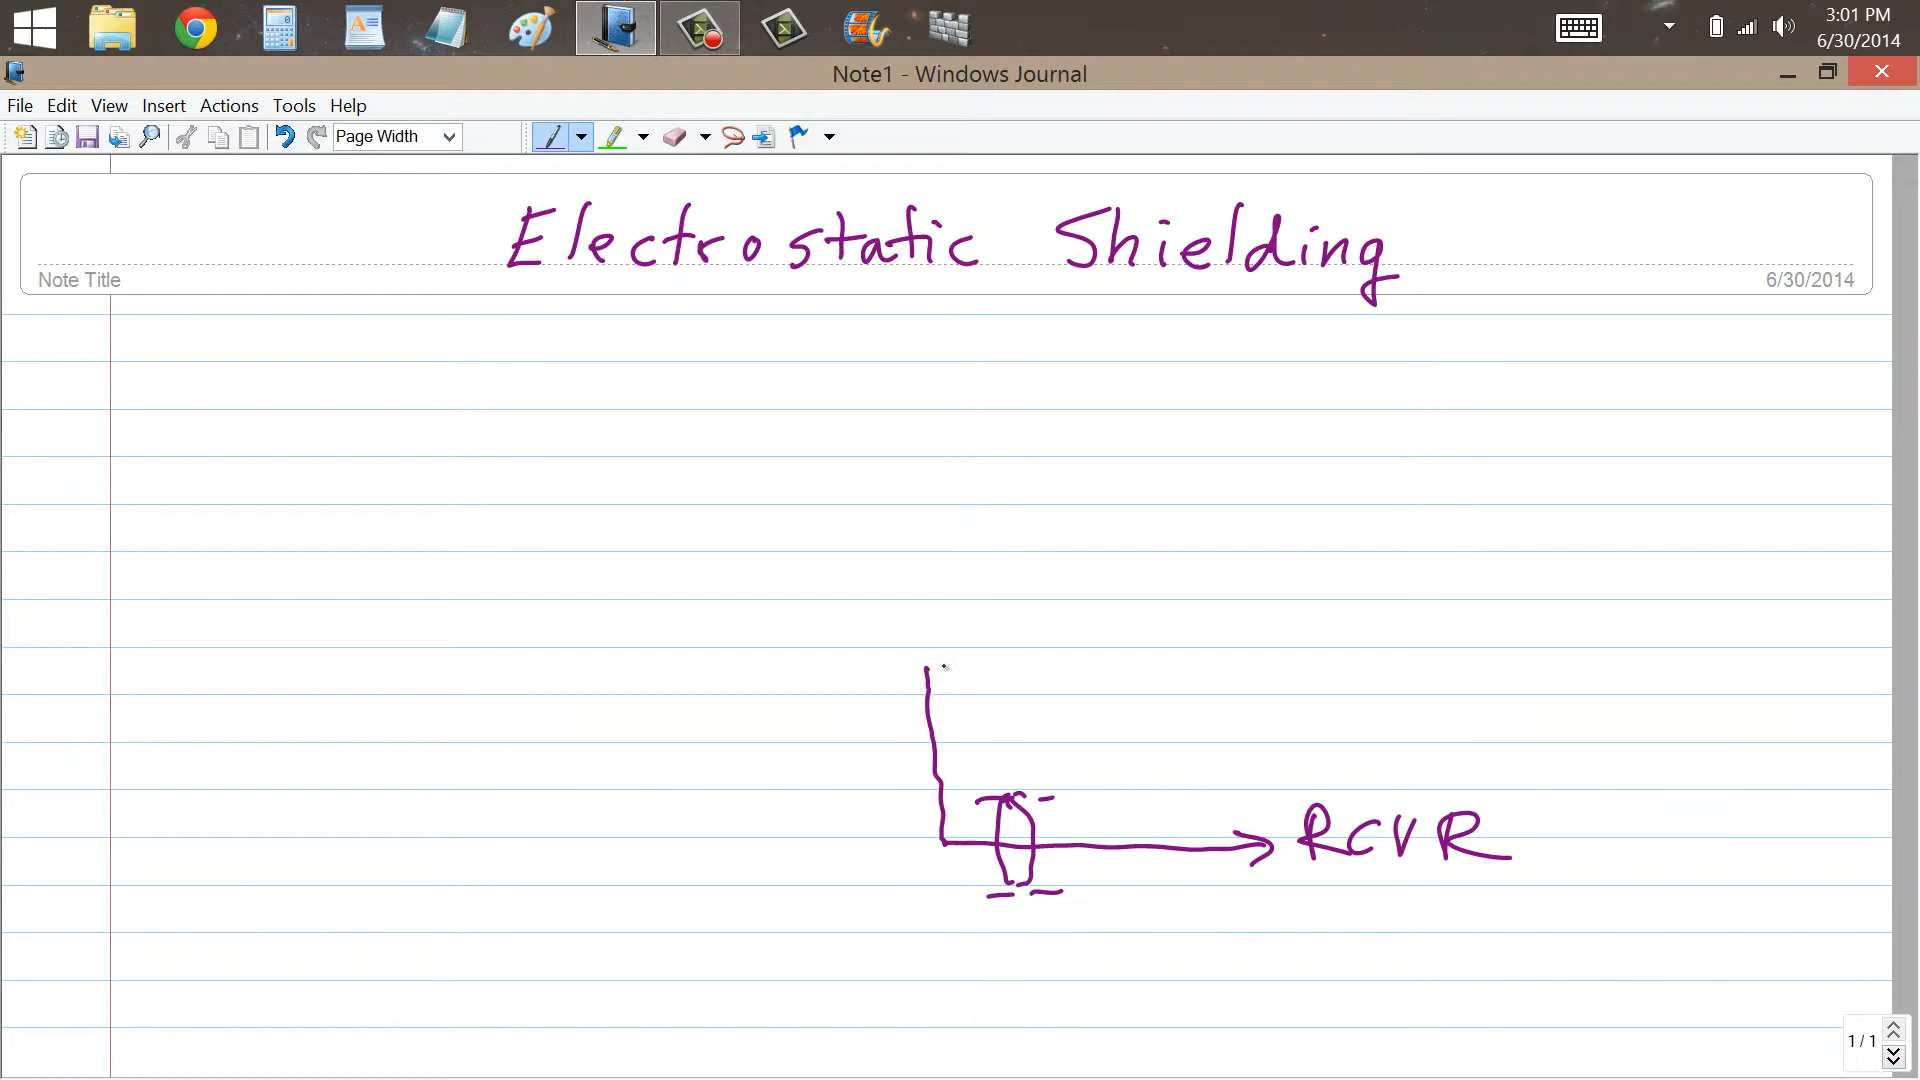 3:01 PM
6/30/2014
Note1 - Windows Journal
File Edit View Insert Actions Tools Help
Page Width
Electrostatic Shielding
Note Title
6/30/2014
RCVR
1 / 1